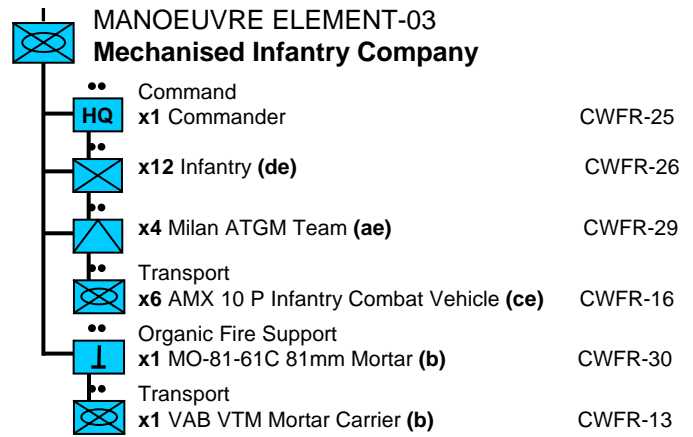 MANOEUVRE ELEMENT-03
Mechanised Infantry Company
Command
HQ x1 Commander CWFR-25
x12 Infantry (de) CWFR-26
x4 Milan ATGM Team (ae) CWFR-29
Transport
x6 AMX 10 P Infantry Combat Vehicle (ce) CWFR-16
Organic Fire Support
x1 MO-81-61C 81mm Mortar (b) CWFR-30
Transport
x1 VAB VTM Mortar Carrier (b) CWFR-13